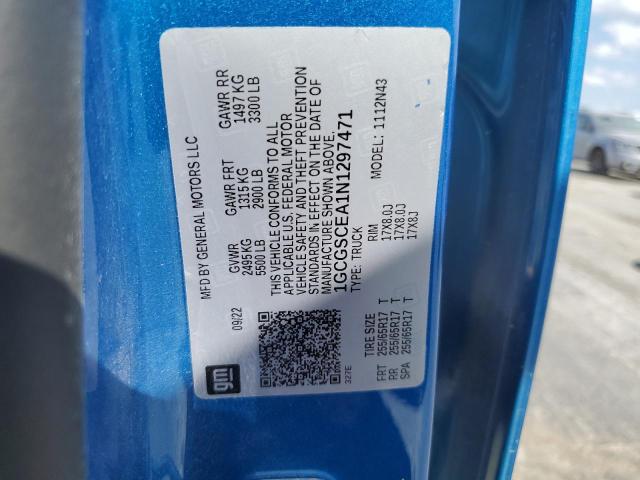 MFD BY GENERAL MOTORS LLC
09/22
GVWR GAWR FRT GAWR RR
2495 KG 1315 KG 1497 KG
5500 LB 2900 LB 3300 LB
THIS VEHICLE CONFORMS TO ALL
APPLICABLE U.S. FEDERAL MOTOR
VEHICLE SAFETY AND THEFT PREVENTION
STANDARDS IN EFFECT ON THE DATE OF
MANUFACTURE SHOWN ABOVE.
1GCGSCEA1N1297471
TYPE: TRUCK MODEL: 1112N43
TIRE SIZE RIM
FRT 255/65R17 T 17X8.0J
RR 255/65R17 T 17X8.0J
SPA 255/65R17 T 17X8J
gm
327E